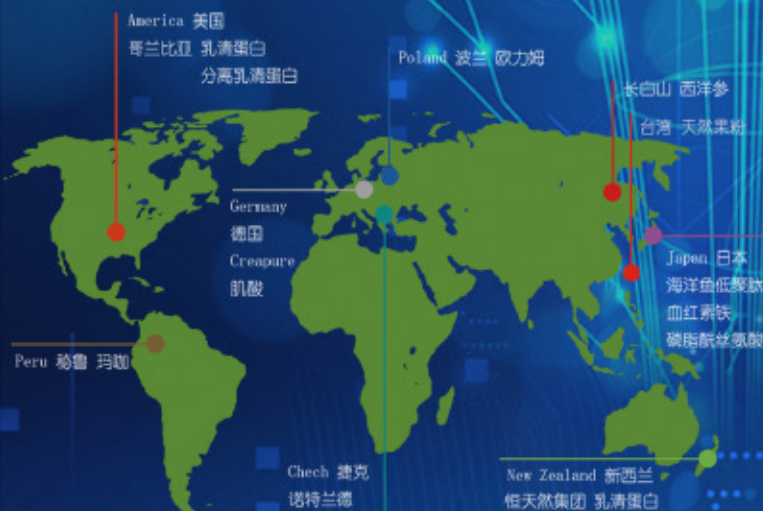 America 美国
哥兰比亚 乳清蛋白
分离乳清蛋白
Poland 波兰 欧力姆
长白山 西洋参
台湾 天然果粉
Germany
德国
Creapure
肌酸
Japan 日本
海洋鱼低聚肽
血红素铁
磷脂酰丝氨酸
Peru 秘鲁 玛咖
Chech 捷克
诺特兰德
New Zealand 新西兰
恒天然集团 乳清蛋白